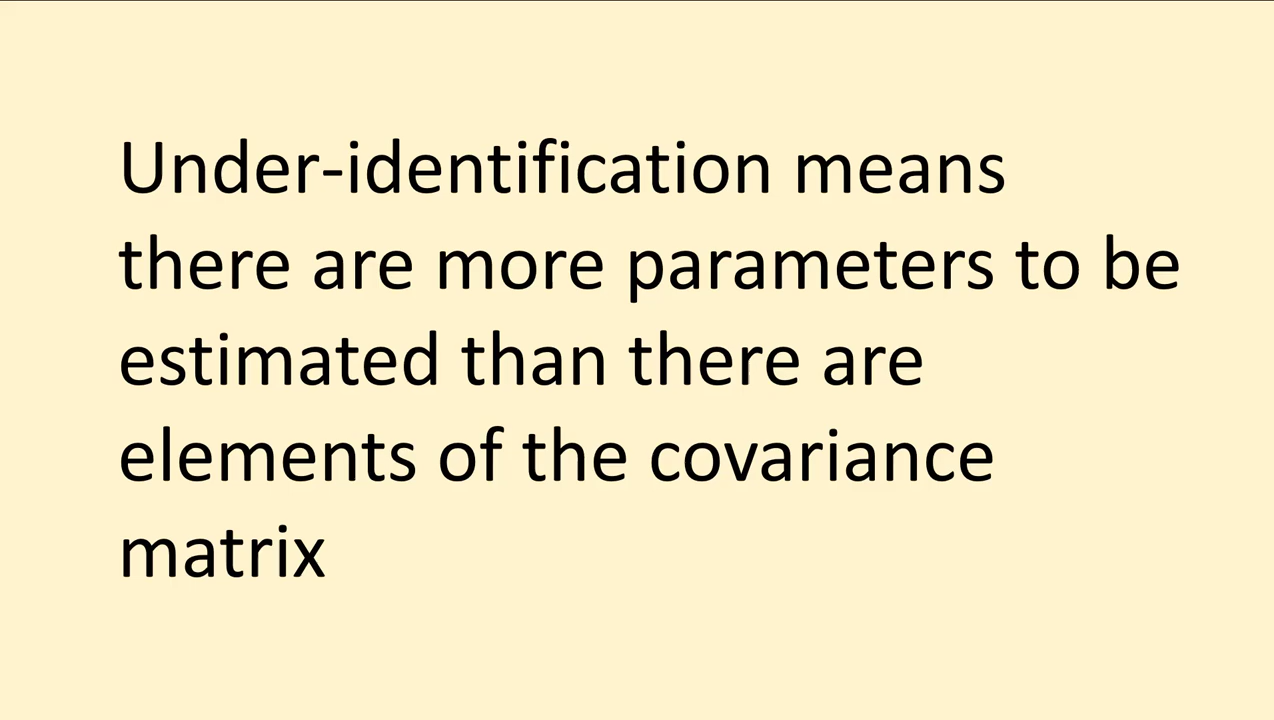 Under-identification means
there are more parameters to be
estimated than there are
elements of the covariance
matrix